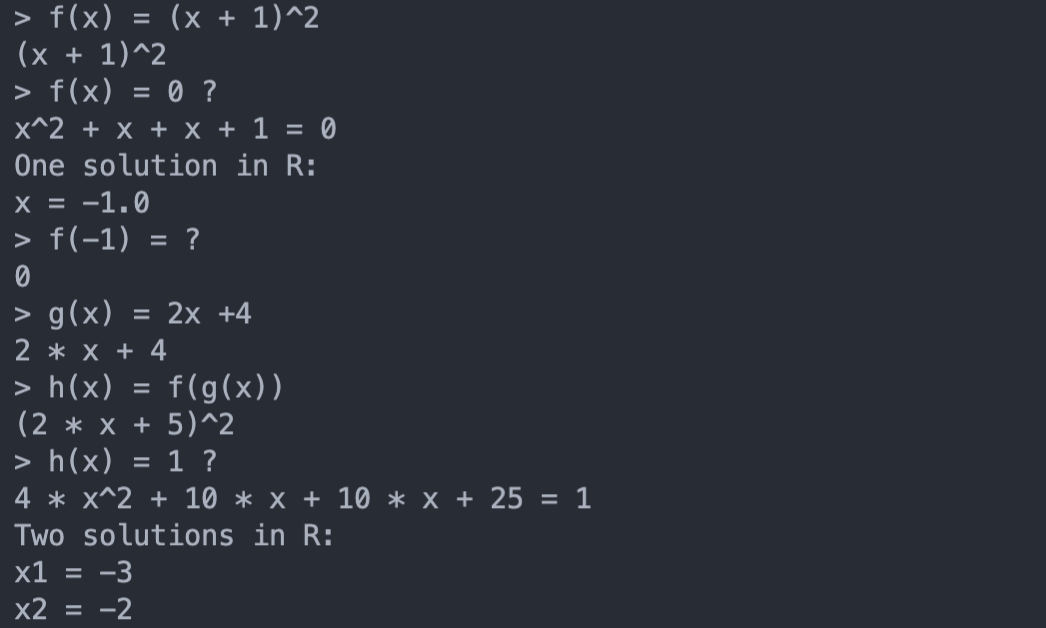 > f(x) = (x + 1)^2
(x + 1)^2
> f(x) = 0 ?
x^2 + x + x + 1 = 0
One solution in R:
x = -1.0
> f(-1) = ?
0
> g(x) = 2x +4
2 * x + 4
> h(x) = f(g(x))
(2 * x + 5)^2
> h(x) = 1 ?
4 * x^2 + 10 * x + 10 * x + 25 = 1
Two solutions in R:
x1 = -3
x2 = -2